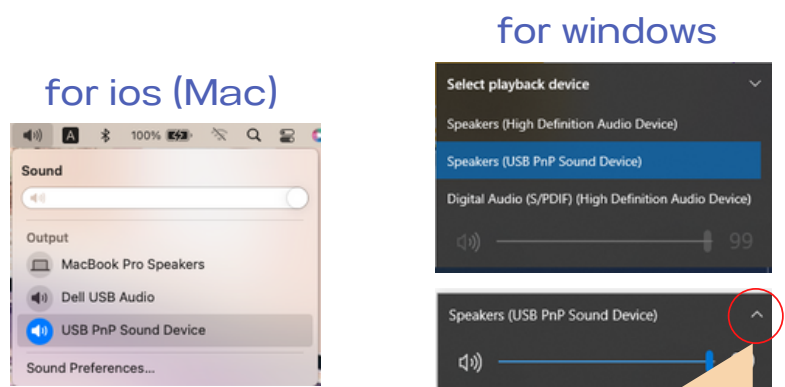 for ios (Mac)
A
100%
Sound
Output
MacBook Pro Speakers
Dell USB Audio
USB PnP Sound Device
Sound Preferences...
for windows
Select playback device
Speakers (High Definition Audio Device)
Speakers (USB PnP Sound Device)
Digital Audio (S/PDIF) (High Definition Audio Device)
99
Speakers (USB PnP Sound Device)